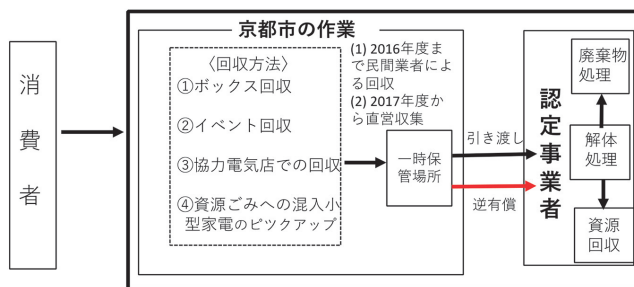 消費者
京都市の作業
〈回収方法〉
①ボックス回収
②イベント回収
③協力電気店での回収
④資源ごみへの混入小
型家電のピツクアップ
(1) 2016年度ま
で民間業者によ
る回収
(2) 2017年度か
ら直営収集
一時保
管場所
引き渡し
逆有償
認定事業者
廃棄物
処理
解体
処理
資源
回収